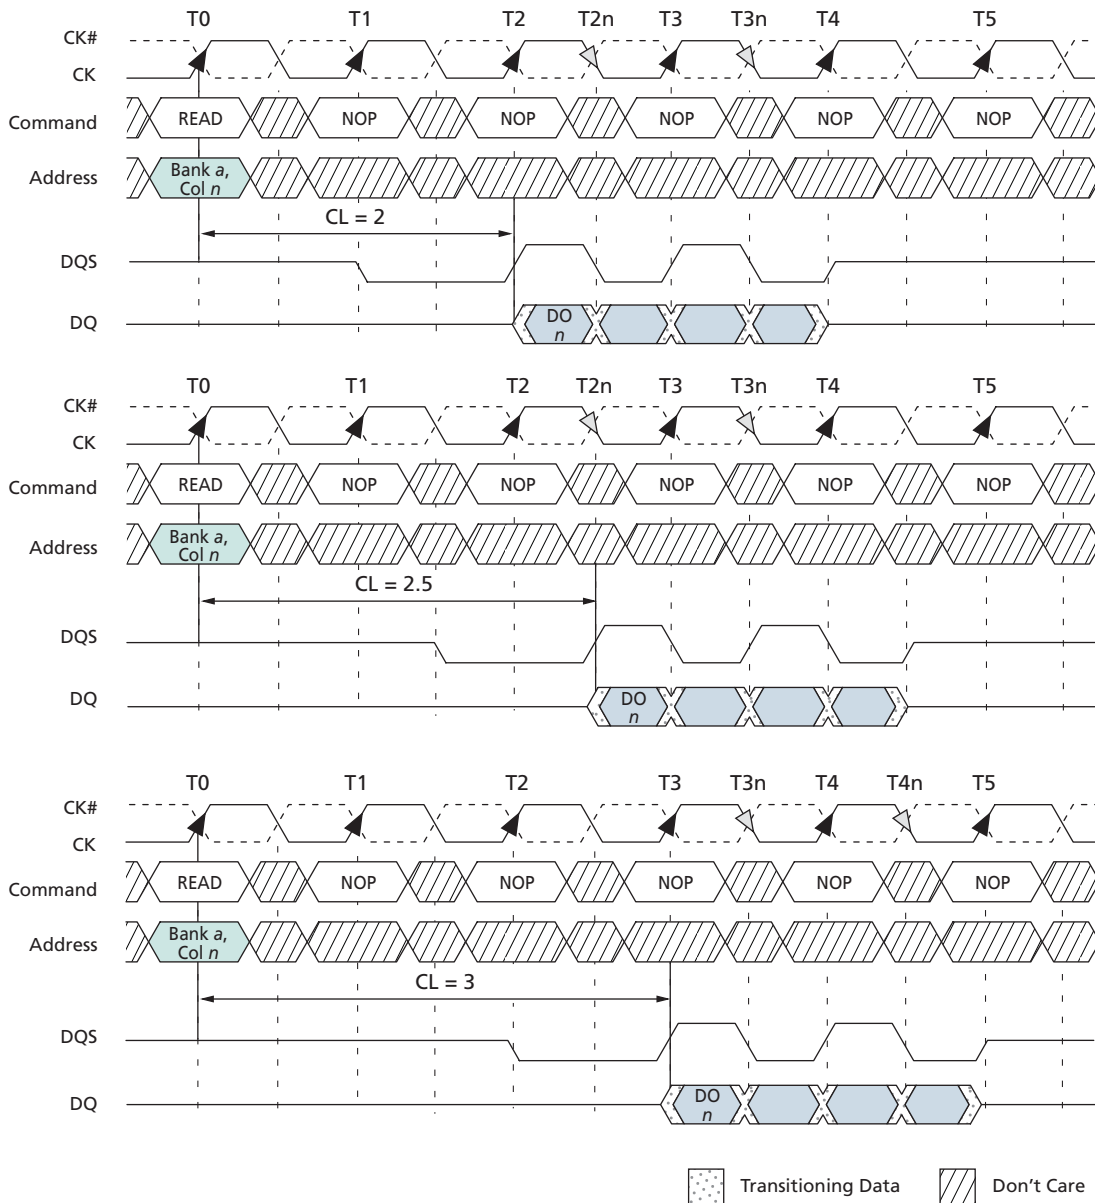 T0 T1 T2 T2n T3 T3n T4 T5
CK#
CK
Command READ NOP NOP NOP NOP NOP
Address Bank a,
Col n
CL = 2
DQS
DQ DO
n
T0 T1 T2 T2n T3 T3n T4 T5
CK#
CK
Command READ NOP NOP NOP NOP NOP
Address Bank a,
Col n
CL = 2.5
DQS
DQ DO
n
T0 T1 T2 T3 T3n T4 T4n T5
CK#
CK
Command READ NOP NOP NOP NOP NOP
Address Bank a,
Col n
CL = 3
DQS
DQ DO
n
Transitioning Data Don't Care